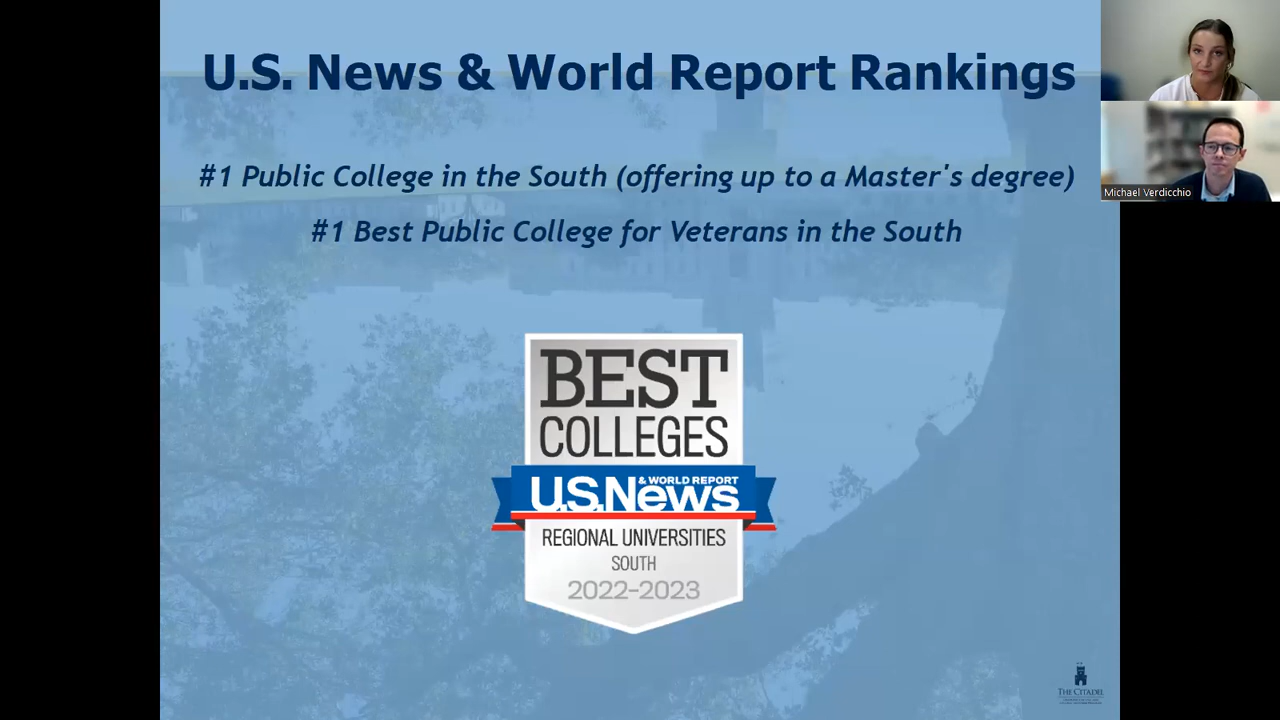 U.S. News & World Report Rankings
#1 Public College in the South (offering up to a Master's degree)
#1 Best Public College for Veterans in the South
BEST
COLLEGES
& WORLD REPORT
U.S.News
REGIONAL UNIVERSITIES
SOUTH
2022-2023
Michael Verdicchio
THE CITADEL